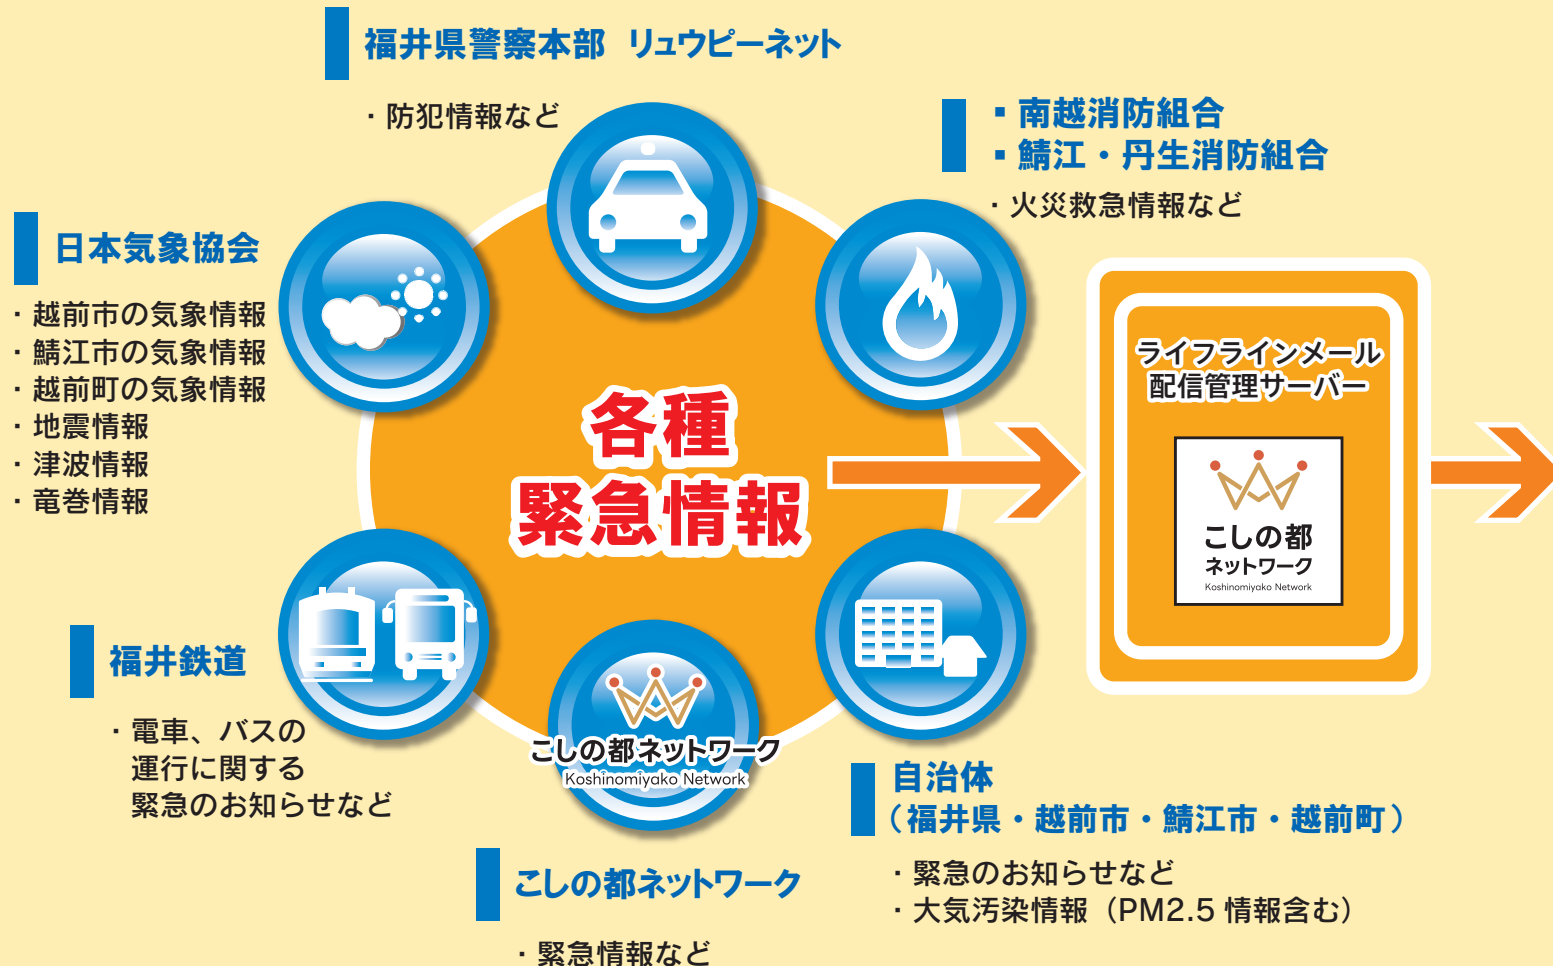 福井県警察本部 リュウピーネット
・防犯情報など
▪南越消防組合
▪鯖江・丹生消防組合
・火災救急情報など
日本気象協会
・越前市の気象情報
・鯖江市の気象情報
・越前町の気象情報
・地震情報
・津波情報
・竜巻情報
各種
緊急情報
ライフラインメール
配信管理サーバー
こしの都
ネットワーク
Koshinomiyako Network
福井鉄道
・電車、バスの
運行に関する
緊急のお知らせなど
こしの都ネットワーク
Koshinomiyako Network
こしの都ネットワーク
・緊急情報など
自治体
（福井県・越前市・鯖江市・越前町）
・緊急のお知らせなど
・大気汚染情報（PM2.5 情報含む）